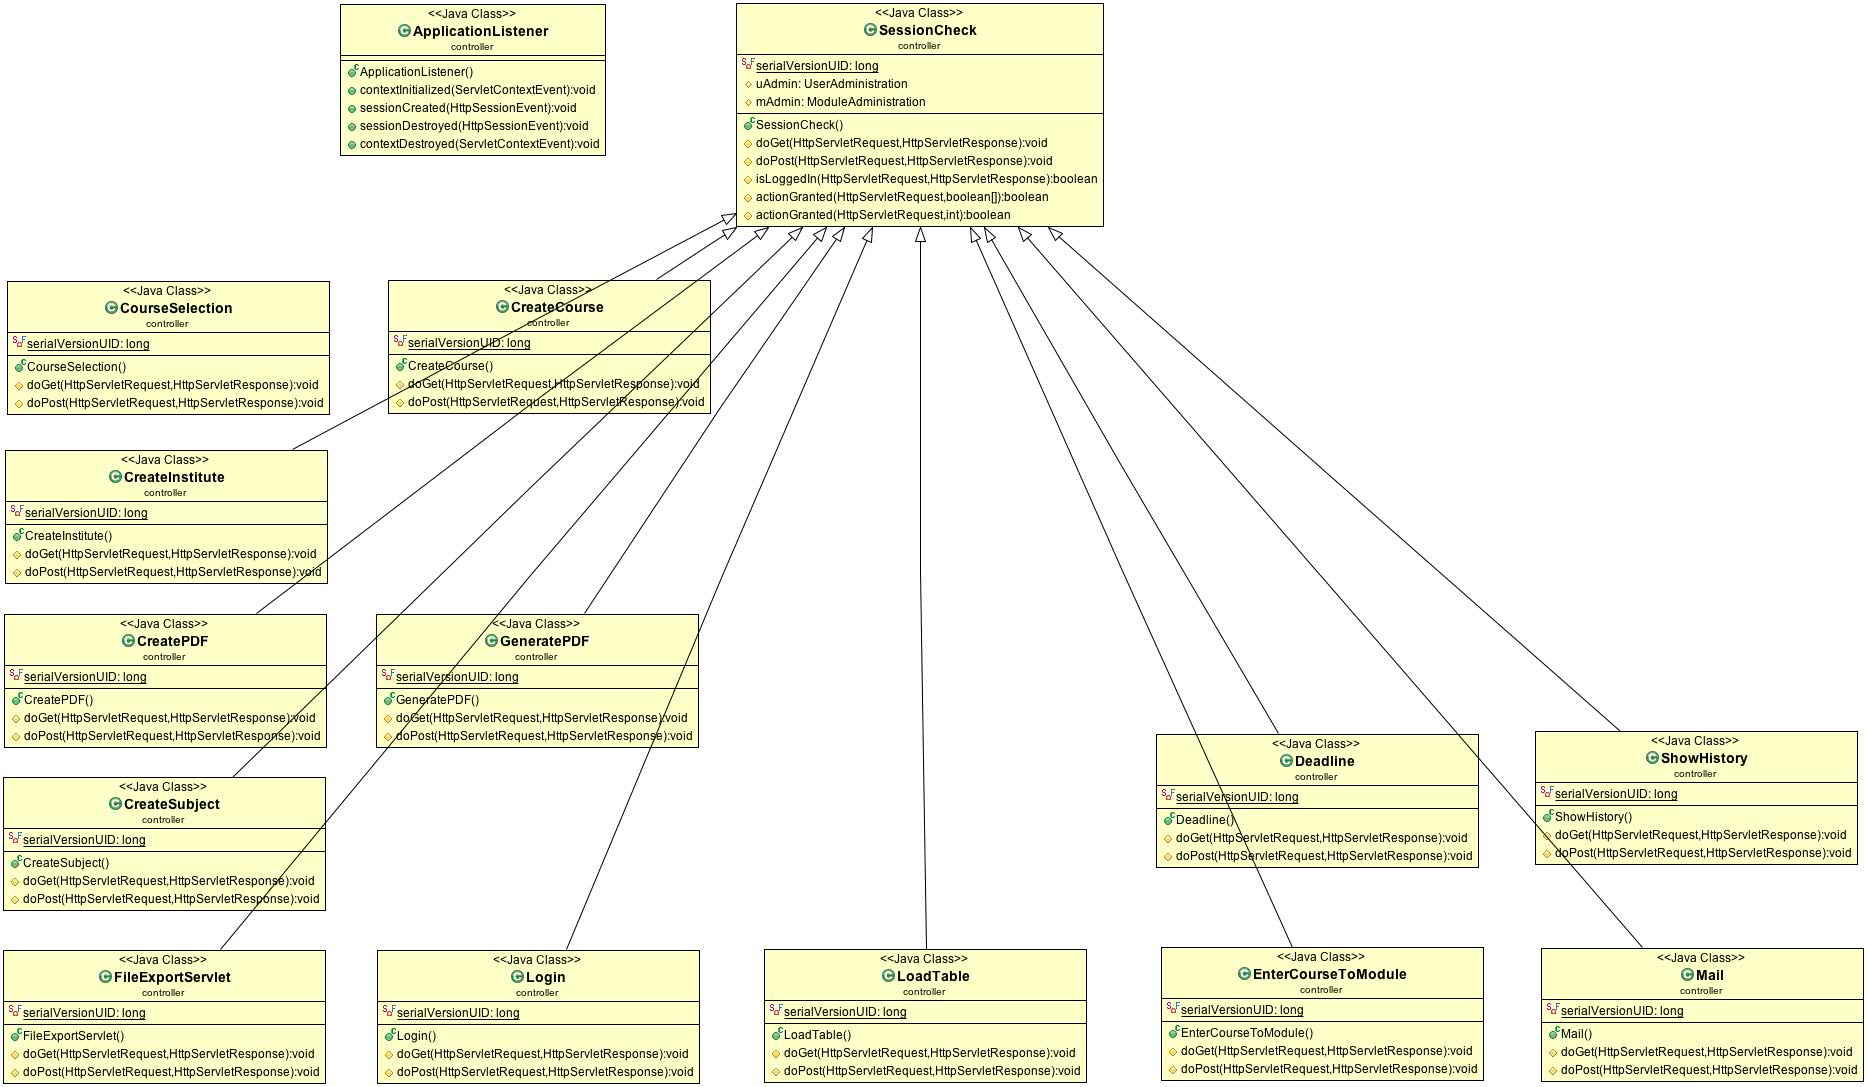 <<Java Class>>
ApplicationListener
controller
ApplicationListener()
contextInitialized(ServletContextEvent):void
sessionCreated(HttpSessionEvent):void
sessionDestroyed(HttpSessionEvent):void
contextDestroyed(ServletContextEvent):void
<<Java Class>>
SessionCheck
controller
serialVersionUID: long
uAdmin: UserAdministration
mAdmin: ModuleAdministration
SessionCheck()
doGet(HttpServletRequest,HttpServletResponse):void
doPost(HttpServletRequest,HttpServletResponse):void
isLoggedIn(HttpServletRequest,HttpServletResponse):boolean
actionGranted(HttpServletRequest,boolean[]):boolean
actionGranted(HttpServletRequest,int):boolean
<<Java Class>>
CourseSelection
controller
serialVersionUID: long
CourseSelection()
doGet(HttpServletRequest,HttpServletResponse):void
doPost(HttpServletRequest,HttpServletResponse):void
<<Java Class>>
CreateCourse
controller
serialVersionUID: long
CreateCourse()
doGet(HttpServletRequest,HttpServletResponse):void
doPost(HttpServletRequest,HttpServletResponse):void
<<Java Class>>
CreateInstitute
controller
serialVersionUID: long
CreateInstitute()
doGet(HttpServletRequest,HttpServletResponse):void
doPost(HttpServletRequest,HttpServletResponse):void
<<Java Class>>
CreatePDF
controller
serialVersionUID: long
CreatePDF()
doGet(HttpServletRequest,HttpServletResponse):void
doPost(HttpServletRequest,HttpServletResponse):void
<<Java Class>>
GeneratePDF
controller
serialVersionUID: long
GeneratePDF()
doGet(HttpServletRequest,HttpServletResponse):void
doPost(HttpServletRequest,HttpServletResponse):void
<<Java Class>>
Deadline
controller
serialVersionUID: long
Deadline()
doGet(HttpServletRequest,HttpServletResponse):void
doPost(HttpServletRequest,HttpServletResponse):void
<<Java Class>>
ShowHistory
controller
serialVersionUID: long
ShowHistory()
doGet(HttpServletRequest,HttpServletResponse):void
doPost(HttpServletRequest,HttpServletResponse):void
<<Java Class>>
CreateSubject
controller
serialVersionUID: long
CreateSubject()
doGet(HttpServletRequest,HttpServletResponse):void
doPost(HttpServletRequest,HttpServletResponse):void
<<Java Class>>
FileExportServlet
controller
serialVersionUID: long
FileExportServlet()
doGet(HttpServletRequest,HttpServletResponse):void
doPost(HttpServletRequest,HttpServletResponse):void
<<Java Class>>
Login
controller
serialVersionUID: long
Login()
doGet(HttpServletRequest,HttpServletResponse):void
doPost(HttpServletRequest,HttpServletResponse):void
<<Java Class>>
LoadTable
controller
serialVersionUID: long
LoadTable()
doGet(HttpServletRequest,HttpServletResponse):void
doPost(HttpServletRequest,HttpServletResponse):void
<<Java Class>>
EnterCourseToModule
controller
serialVersionUID: long
EnterCourseToModule()
doGet(HttpServletRequest,HttpServletResponse):void
doPost(HttpServletRequest,HttpServletResponse):void
<<Java Class>>
Mail
controller
serialVersionUID: long
Mail()
doGet(HttpServletRequest,HttpServletResponse):void
doPost(HttpServletRequest,HttpServletResponse):void